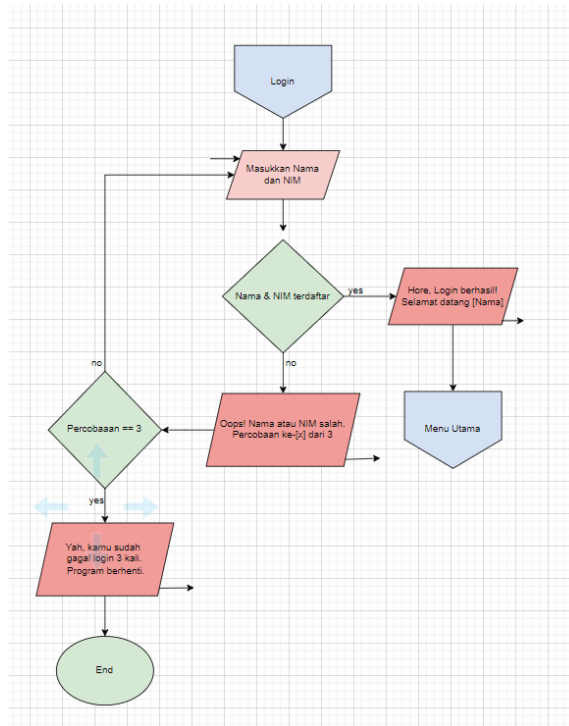 Login
Masukkan Nama
dan NIM
Nama & NIM terdaftar
yes
Hore, Login berhasil!
Selamat datang [Nama]
no
no
Oops! Nama atau NIM salah.
Percobaan ke-[x] dari 3
Percobaaan == 3
Menu Utama
yes
Yah, kamu sudah
gagal login 3 kali.
Program berhenti.
End